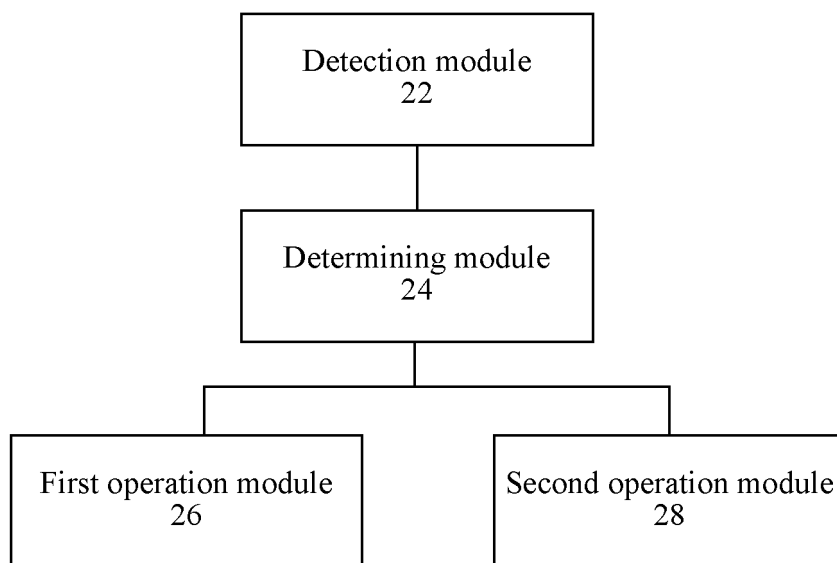 Detection module
22
Determining module
24
First operation module
26
Second operation module
28